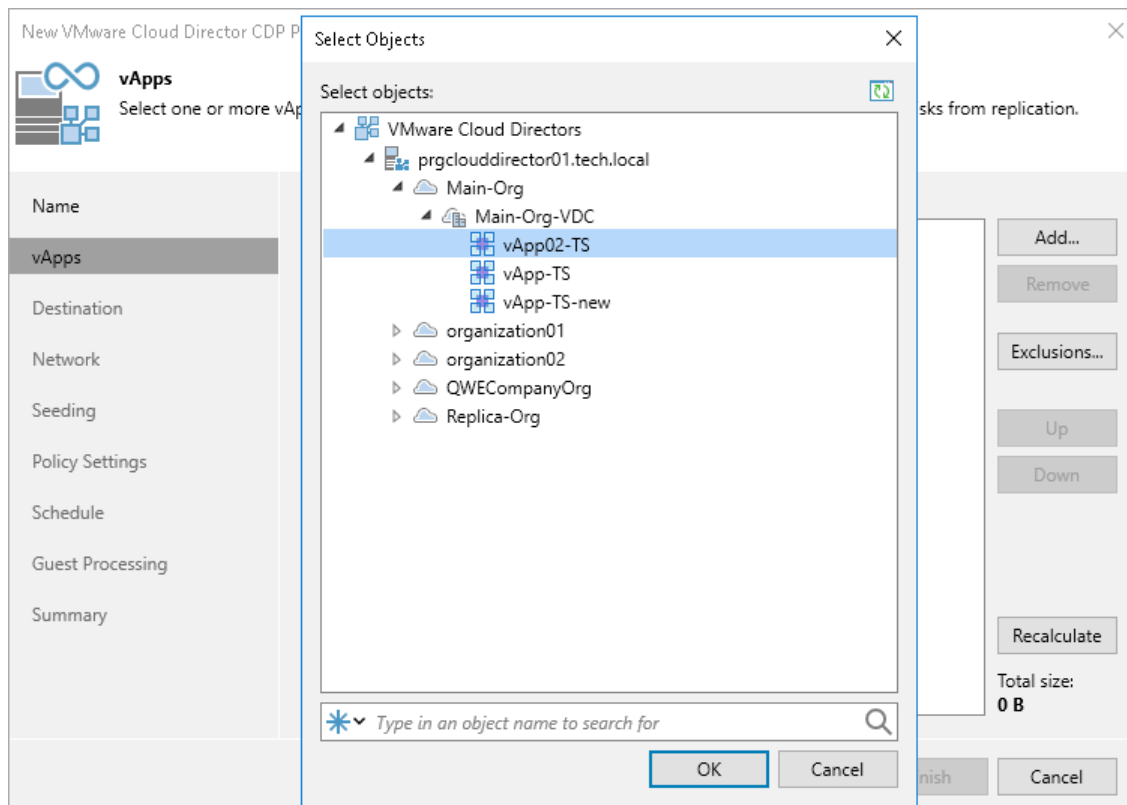 New VMware Cloud Director CDP P
Select Objects
vApps
Select one or more vAp
sks from replication.
Select objects:
VMware Cloud Directors
prgclouddirector01.tech.local
Main-Org
Main-Org-VDC
vApp02-TS
vApp-TS
vApp-TS-new
organization01
organization02
QWECompanyOrg
Replica-Org
Type in an object name to search for
OK
Cancel
Name
vApps
Destination
Network
Seeding
Policy Settings
Schedule
Guest Processing
Summary
Add...
Remove
Exclusions...
Up
Down
Recalculate
Total size:
0 B
nish
Cancel